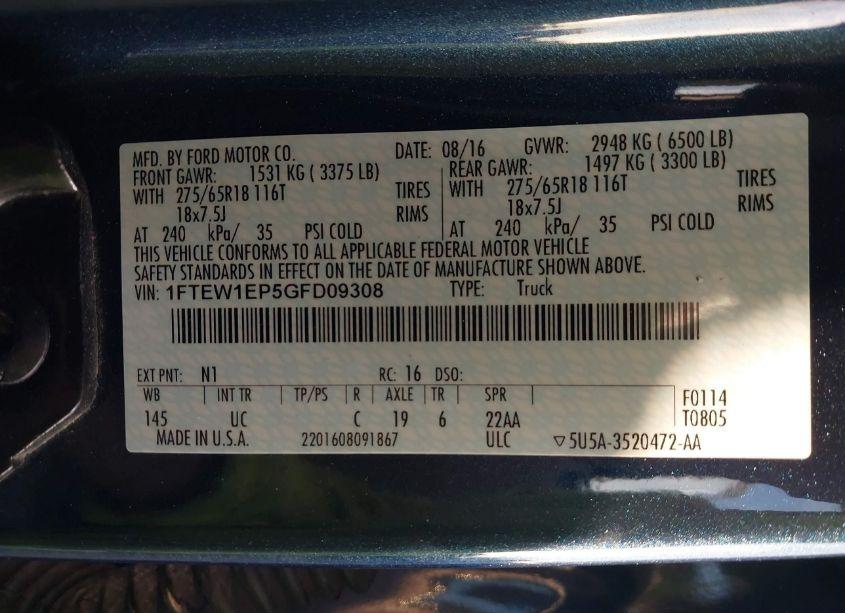 MFD. BY FORD MOTOR CO. DATE: 08/16 GVWR: 2948 KG ( 6500 LB)
FRONT GAWR: 1531 KG ( 3375 LB) REAR GAWR: 1497 KG ( 3300 LB)
WITH 275/65R18 116T TIRES WITH 275/65R18 116T TIRES
18x7.5J RIMS 18x7.5J RIMS
AT 240 kPa/ 35 PSI COLD AT 240 kPa/ 35 PSI COLD
THIS VEHICLE CONFORMS TO ALL APPLICABLE FEDERAL MOTOR VEHICLE
SAFETY STANDARDS IN EFFECT ON THE DATE OF MANUFACTURE SHOWN ABOVE.
VIN: 1FTEW1EP5GFD09308 TYPE: Truck
EXT PNT: N1 RC: 16 DSO:
WB INT TR TP/PS R AXLE TR SPR F0114
145 UC C 19 6 22AA T0805
MADE IN U.S.A. 2201608091867 ULC ▽5U5A-3520472-AA